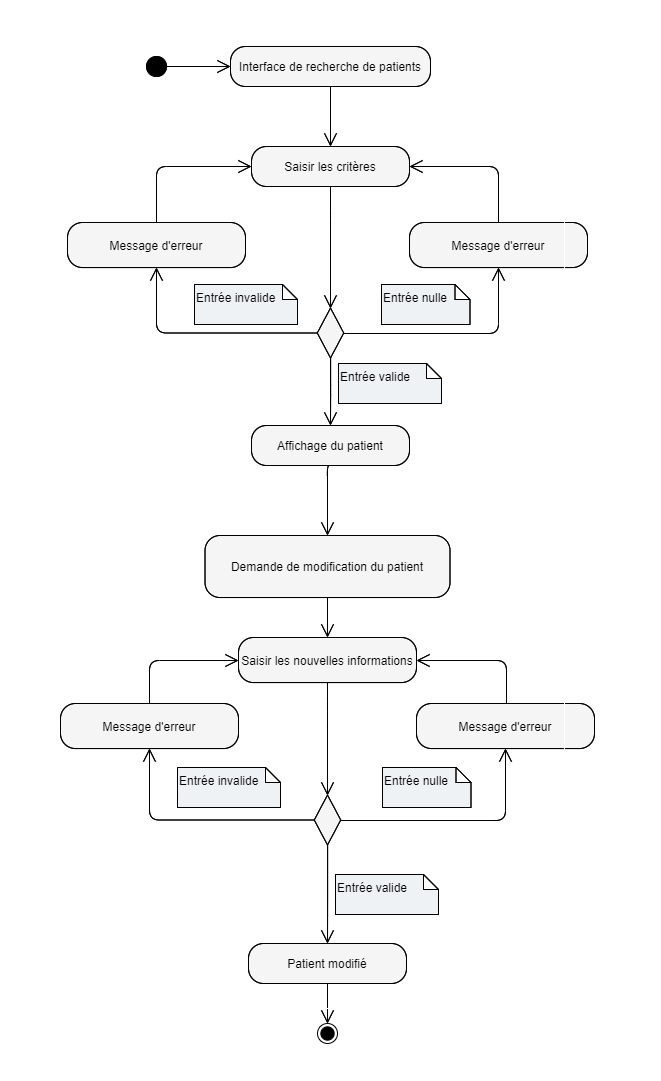 Interface de recherche de patients
Saisir les critères
Message d'erreur
Message d'erreur
Entrée invalide
Entrée nulle
Entrée valide
Affichage du patient
Demande de modification du patient
Saisir les nouvelles informations
Message d'erreur
Message d'erreur
Entrée invalide
Entrée nulle
Entrée valide
Patient modifié